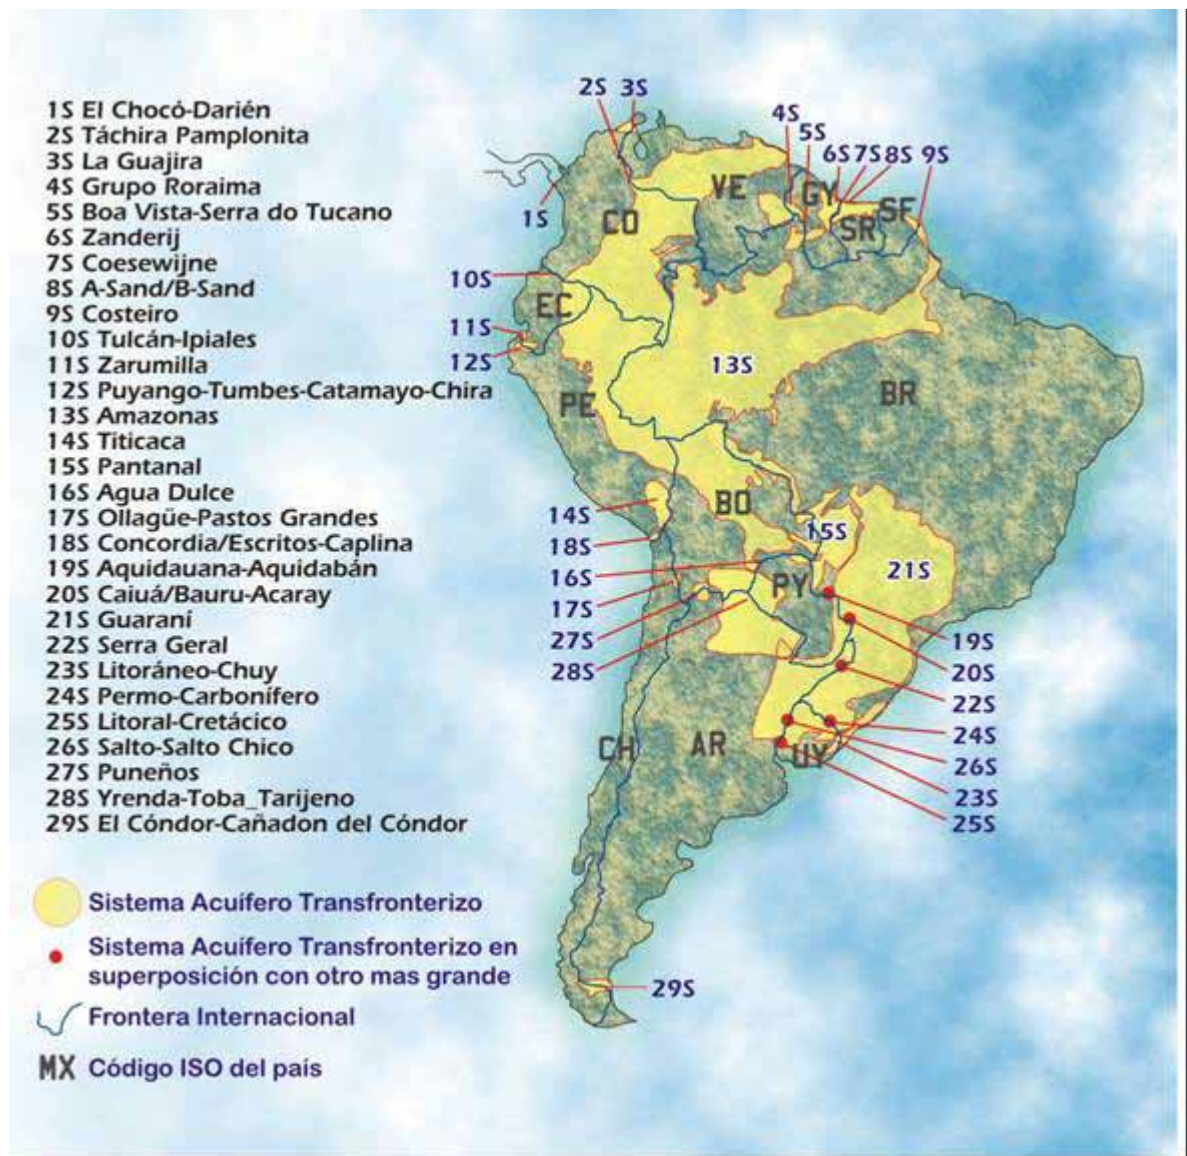 1S El Chocó-Darién
2S Táchira Pamplonita
3S La Guajira
4S Grupo Roraima
5S Boa Vista-Serra do Tucano
6S Zanderij
7S Coesewijne
8S A-Sand/B-Sand
9S Costeiro
10S Tulcán-Ipiales
11S Zarumilla
12S Puyango-Tumbes-Catamayo-Chira
13S Amazonas
14S Titicaca
15S Pantanal
16S Agua Dulce
17S Ollagüe-Pastos Grandes
18S Concordia/Escritos-Caplina
19S Aquidauana-Aquidabán
20S Caiuá/Bauru-Acaray
21S Guaraní
22S Serra Geral
23S Litoráneo-Chuy
24S Permo-Carbonífero
25S Litoral-Cretácico
26S Salto-Salto Chico
27S Puneños
28S Yrenda-Toba_Tarijeno
29S El Cóndor-Cañadon del Cóndor
Sistema Acuífero Transfronterizo
Sistema Acuífero Transfronterizo en
superposición con otro mas grande
Frontera Internacional
MX Código ISO del país
2S 3S
4S
5S
6S 7S 8S 9S
1S
VE
GY
SF
SR
CO
10S
EC
11S
12S
13S
PE
BR
14S
BO
15S
18S
16S
PY
21S
17S
27S
28S
19S
20S
22S
24S
26S
23S
25S
CH
AR
UY
29S